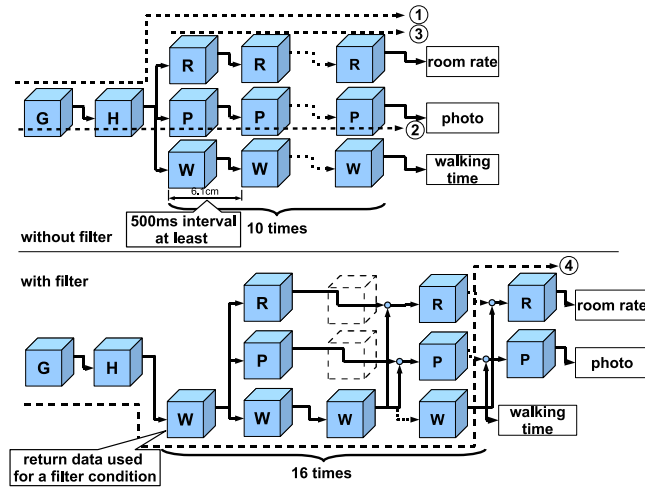 ①
③
R R R
room rate
G H P P P
photo
②
W W W
walking
time
6.1cm
500ms interval
at least
10 times
without filter
with filter
④
R R R
room rate
G H P P P
photo
W W W W
walking
time
return data used
for a filter condition
16 times